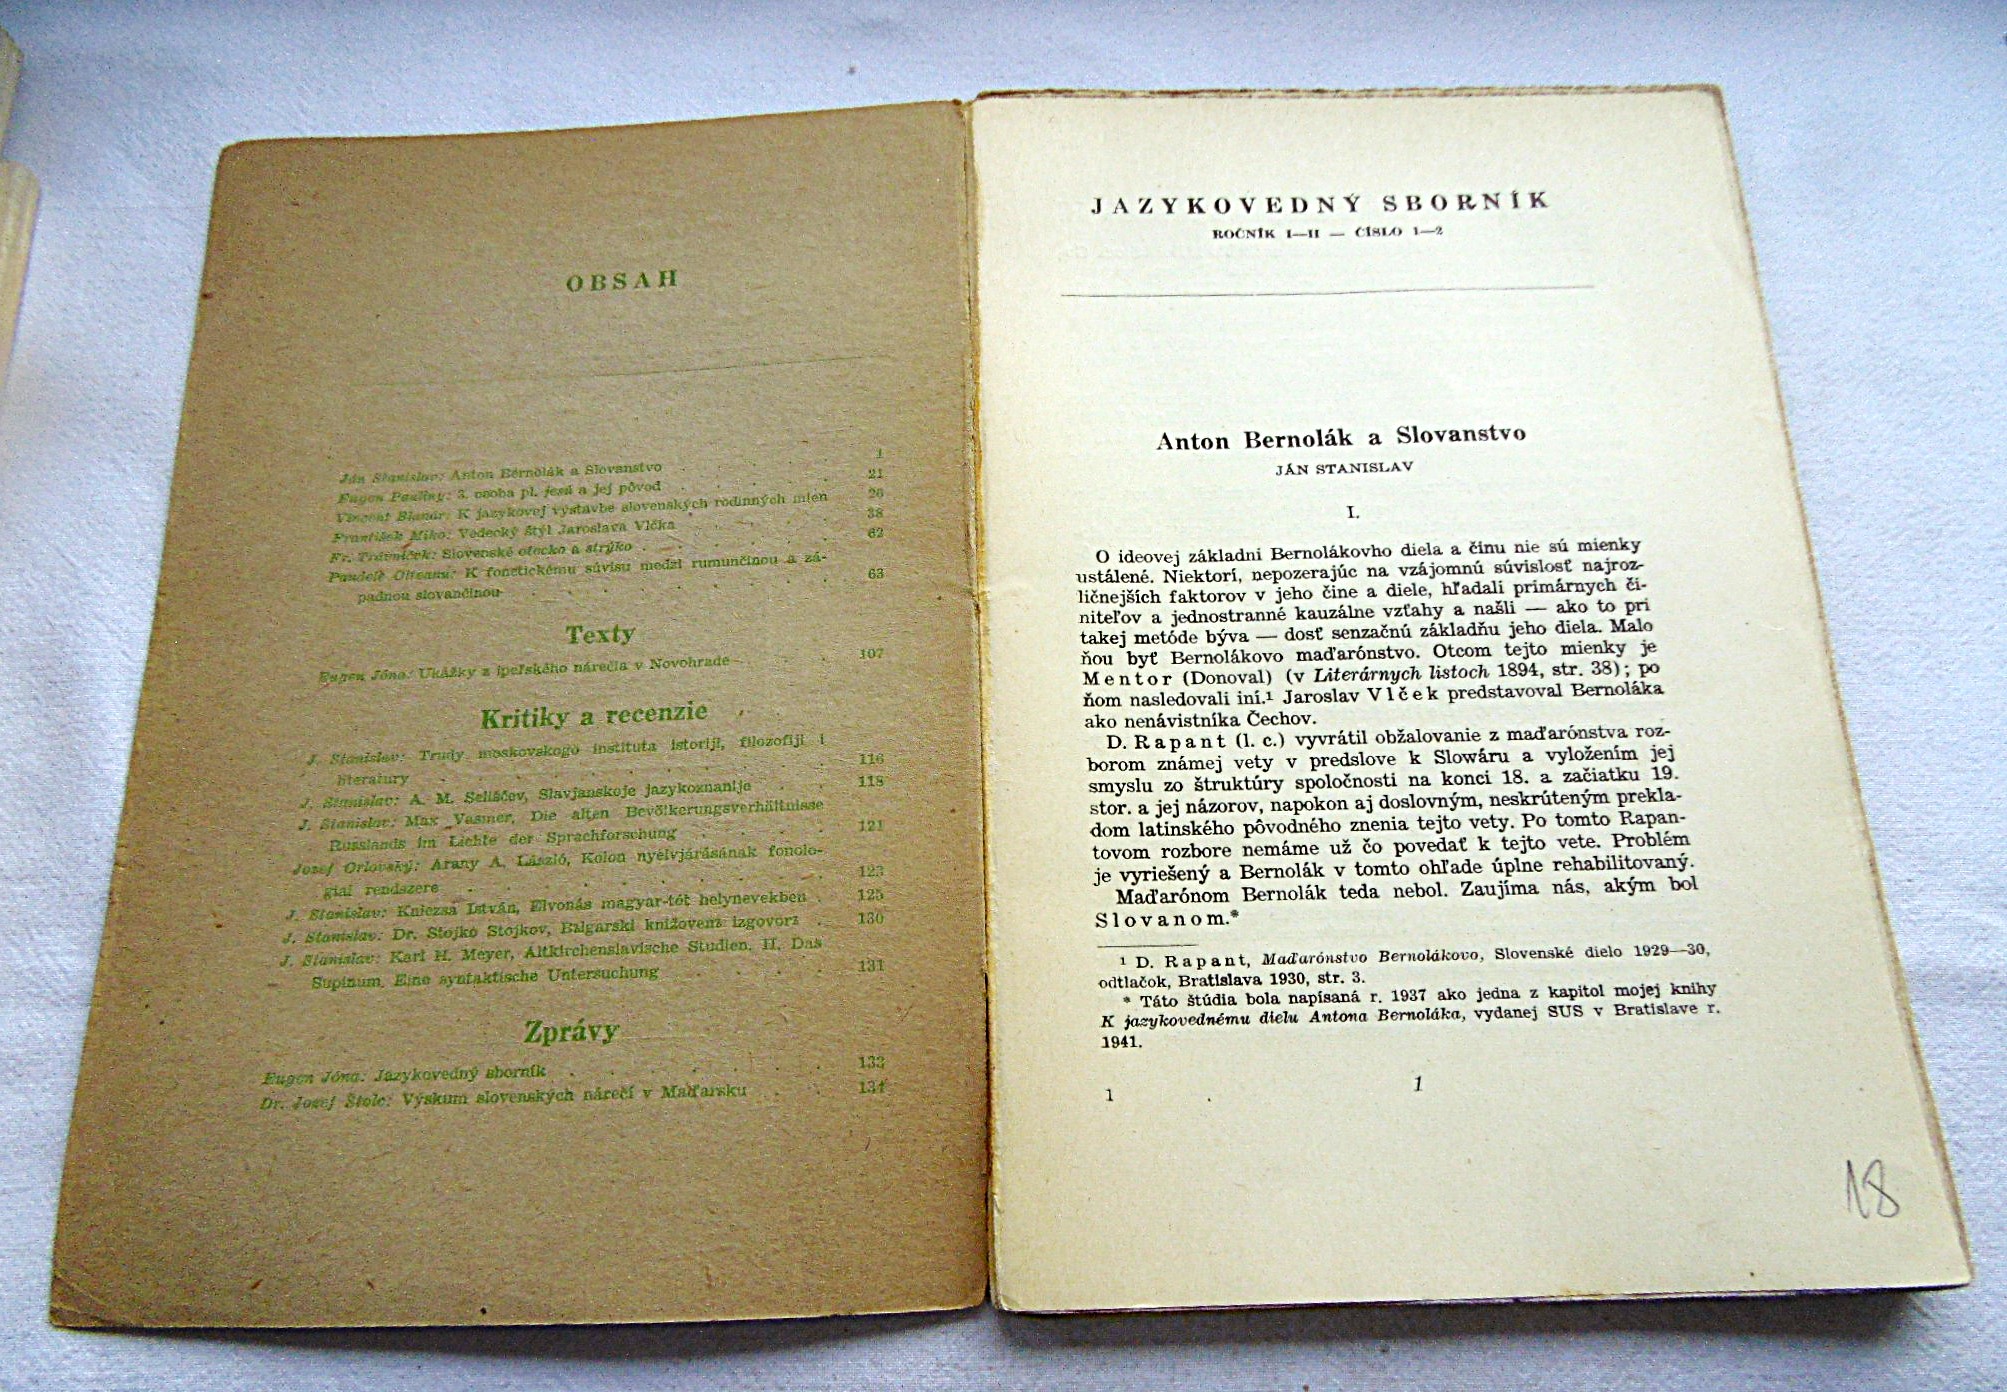 OBSAH
Ján Stanislav: Anton Bernolák a Slovanstvo . . . . 1
Eugen Pauliny: 3. osoba pl. jesú a jej pôvod . . . . 21
Vincent Blanár: K jazykovej výstavbe slovenských rodinných mien 26
František Miko: Vedecký štýl Jaroslava Vlčka . . . . 38
Fr. Trávníček: Slovenské otecko a strýko . . . . 62
Pandele Olteanu: K fonetickému súvisu medzi rumunčinou a zá-
padnou slovančinou . . . . 63
Texty
Eugen Jóna: Ukážky z ipeľského nárečia v Novohrade . . 107
Kritiky a recenzie
J. Stanislav: Trudy moskovskogo instituta istoriji, filozofiji i
literatury . . . . 116
J. Stanislav: A. M. Seliščev, Slavjanskoje jazykoznanije . . 118
J. Stanislav: Max Vasmer, Die alten Bevölkerungsverhältnisse
Russlands im Lichte der Sprachforschung . . . . 121
Jozef Orlovský: Arany A. László, Kolon nyelvjárásának fonolo-
giai rendszere . . . . 123
J. Stanislav: Kniezsa István, Elvonás magyar-tót helynevekben . 125
J. Stanislav: Dr. Stojko Stojkov, Bălgarski knižoven izgovor . 130
J. Stanislav: Karl H. Meyer, Altkirchenslavische Studien. II. Das
Supinum. Eine syntaktische Untersuchung . . . . 131
Zprávy
Eugen Jóna: Jazykovedný sborník . . . . 133
Dr. Jozef Štolc: Výskum slovenských nárečí v Maďarsku . . 134
JAZYKOVEDNÝ SBORNÍK
ROČNÍK I—II — ČÍSLO 1—2
Anton Bernolák a Slovanstvo
JÁN STANISLAV
I.
O ideovej základni Bernolákovho diela a činu nie sú mienky
ustálené. Niektorí, nepozerajúc na vzájomnú súvislosť najroz-
ličnejších faktorov v jeho čine a diele, hľadali primárnych či-
niteľov a jednostranné kauzálne vzťahy a našli — ako to pri
takej metóde býva — dosť senzačnú základňu jeho diela. Malo
ňou byť Bernolákovo maďarónstvo. Otcom tejto mienky je
Mentor (Donoval) (v Literárnych listoch 1894, str. 38); po
ňom nasledovali iní.¹ Jaroslav Vlček predstavoval Bernoláka
ako nenávistníka Čechov.
D. Rapant (l. c.) vyvrátil obžalovanie z maďarónstva roz-
borom známej vety v predslove k Slowáru a vyložením jej
smyslu zo štruktúry spoločnosti na konci 18. a začiatku 19.
stor. a jej názorov, napokon aj doslovným, neskrúteným prekla-
dom latinského pôvodného znenia tejto vety. Po tomto Rapan-
tovom rozbore nemáme už čo povedať k tejto vete. Problém
je vyriešený a Bernolák v tomto ohľade úplne rehabilitovaný.
Maďarónom Bernolák teda nebol. Zaujíma nás, akým bol
Slovanom.*
¹ D. Rapant, Maďarónstvo Bernolákovo, Slovenské dielo 1929—30,
odtlačok, Bratislava 1930, str. 3.
* Táto štúdia bola napísaná r. 1937 ako jedna z kapitol mojej knihy
K jazykovednému dielu Antona Bernoláka, vydanej SUS v Bratislave r.
1941.
1
1
18